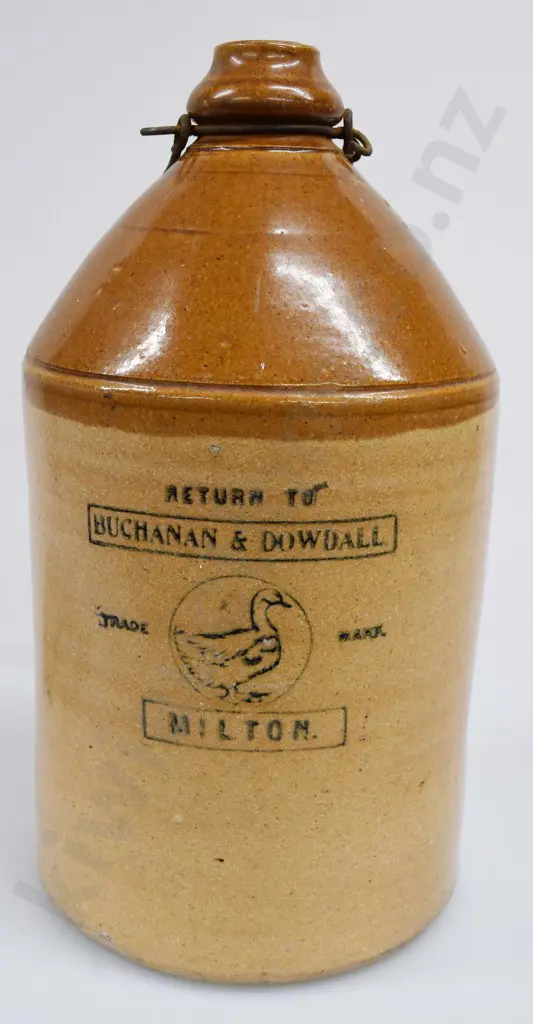 RETURN TO
BUCHANAN & DOWDALL
TRADE MARK.
MILTON.